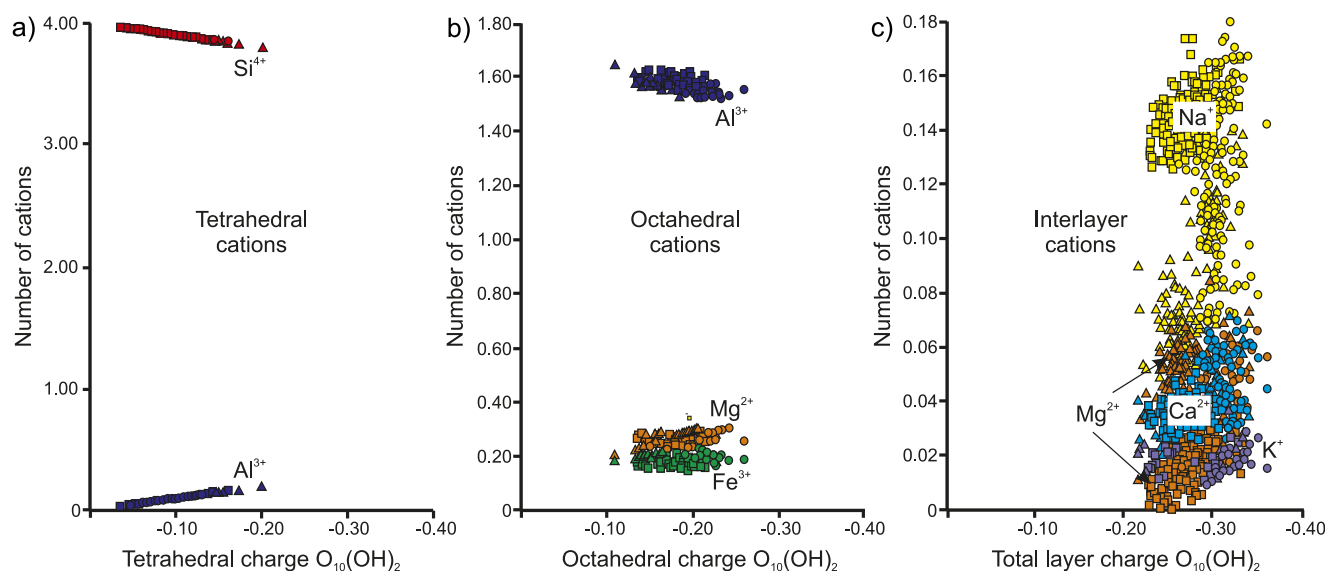 a)
Number of cations
4.00
3.00
2.00
1.00
0
Si⁴⁺
Tetrahedral
cations
Al³⁺
-0.10
-0.20
-0.30
-0.40
Tetrahedral charge O₁₀(OH)₂
b)
Number of cations
1.80
1.60
1.40
1.20
1.00
0.80
0.60
0.40
0.20
0
Al³⁺
Octahedral
cations
Mg²⁺
Fe³⁺
-0.10
-0.20
-0.30
-0.40
Octahedral charge O₁₀(OH)₂
c)
Number of cations
0.18
0.16
0.14
0.12
0.10
0.08
0.06
0.04
0.02
0
Na⁺
Interlayer
cations
Mg²⁺
Ca²⁺
K⁺
-0.10
-0.20
-0.30
-0.40
Total layer charge O₁₀(OH)₂